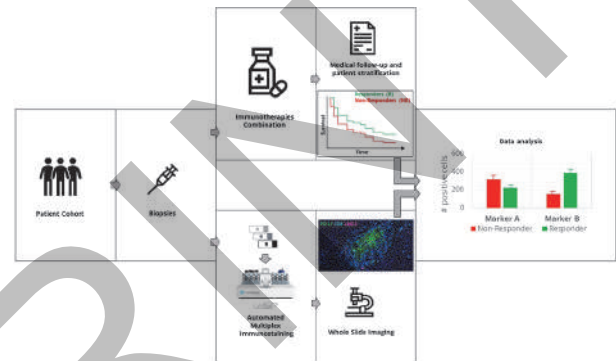 Patient Cohort
Biopsies
Immunotherapies
Combination
Medical follow-up and
patient stratification
Responders (R)
Non-Responders (NR)
Survival
Time
Automated
Multiplex
Immunostaining
Whole Slide Imaging
Data analysis
# positive cells
600
400
200
0
Marker A
Marker B
Non-Responder
Responder